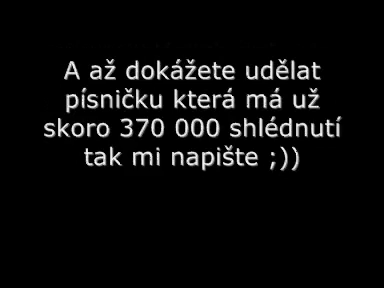 A až dokážete udělat
písničku která má už
skoro 370 000 shlédnutí
tak mi napište ;))